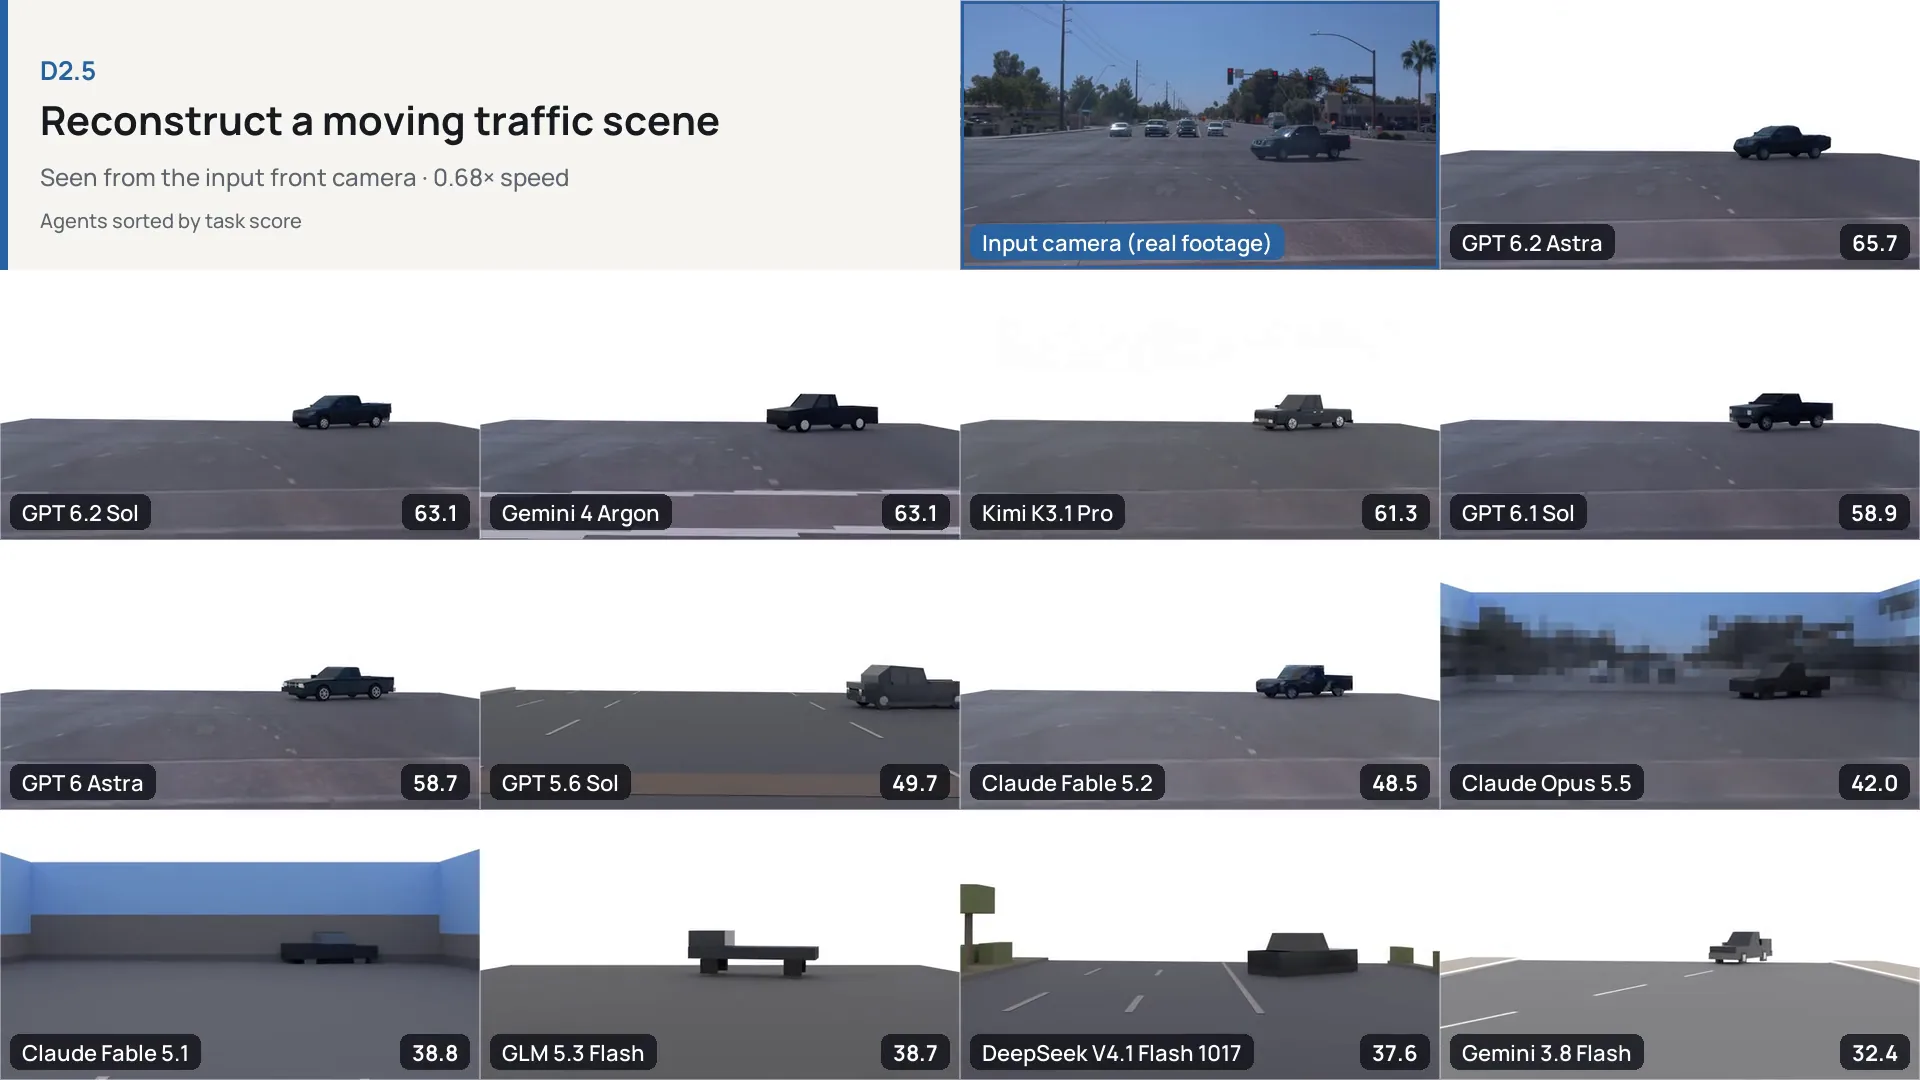 D2.5
Reconstruct a moving traffic scene
Seen from the input front camera · 0.68× speed
Agents sorted by task score
Input camera (real footage)
GPT 6.2 Astra
65.7
GPT 6.2 Sol
63.1
Gemini 4 Argon
63.1
Kimi K3.1 Pro
61.3
GPT 6.1 Sol
58.9
GPT 6 Astra
58.7
GPT 5.6 Sol
49.7
Claude Fable 5.2
48.5
Claude Opus 5.5
42.0
Claude Fable 5.1
38.8
GLM 5.3 Flash
38.7
DeepSeek V4.1 Flash 1017
37.6
Gemini 3.8 Flash
32.4